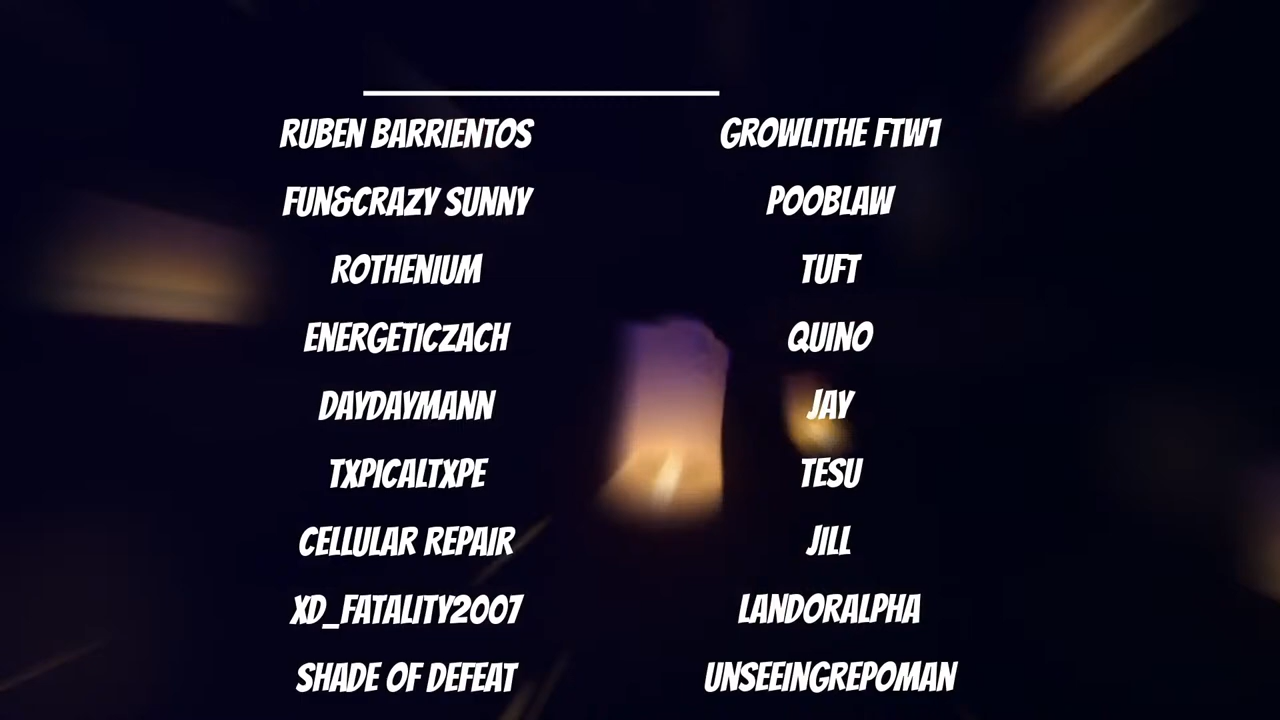 RUBEN BARRIENTOS
GROWLITHE FTW1
FUN&CRAZY SUNNY
POOBLAW
ROTHENIUM
TUFT
ENERGETICZACH
QUINO
DAYDAYMANN
JAY
TXPICALTXPE
TESU
CELLULAR REPAIR
JILL
XD_FATALITY2007
LANDORALPHA
SHADE OF DEFEAT
UNSEEINGREPOMAN